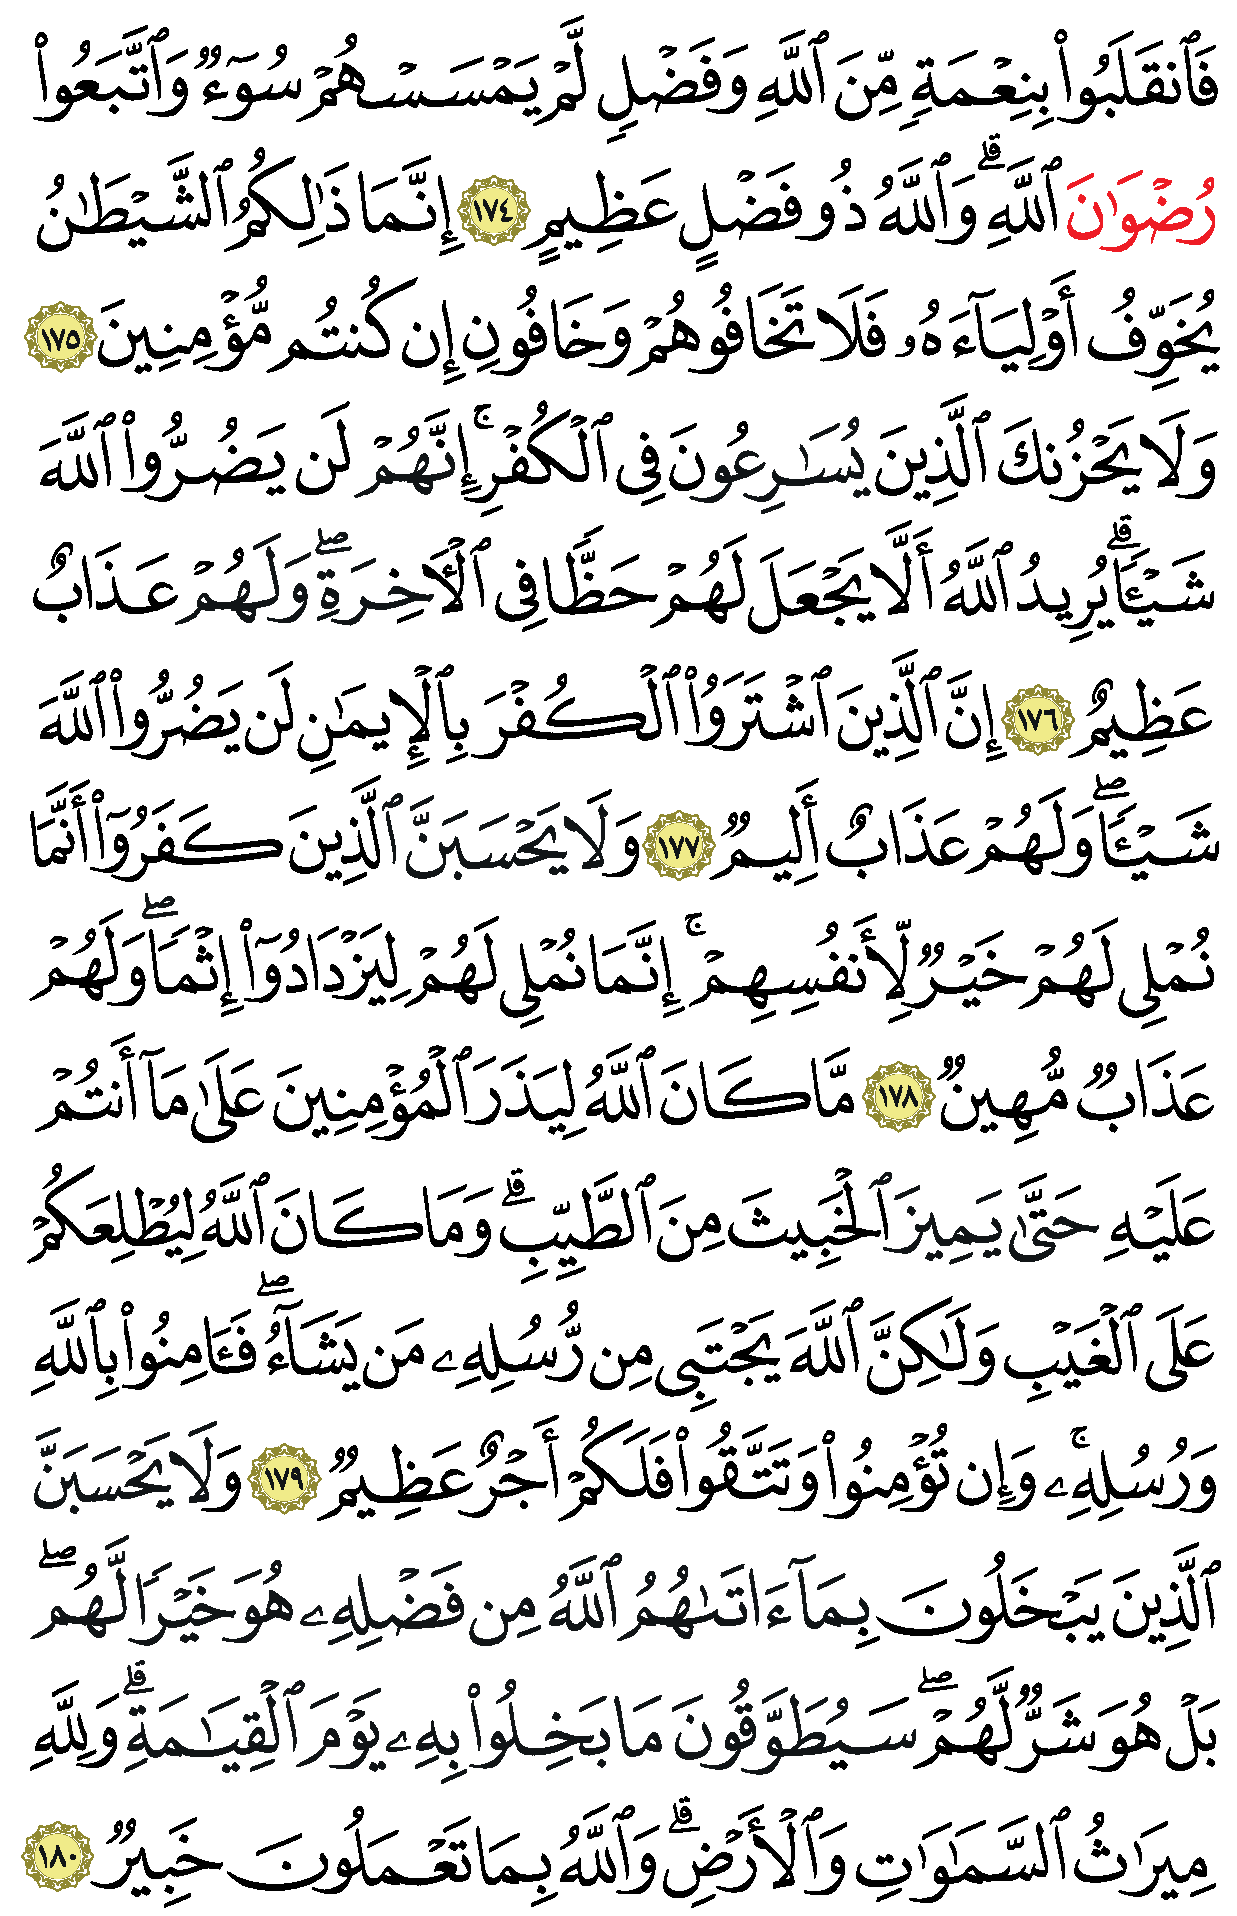 فَٱنقَلَبُوا۟ بِنِعْمَةٍ مِّنَ ٱللَّهِ وَفَضْلٍ لَّمْ يَمْسَسْهُمْ سُوٓءٌ وَٱتَّبَعُوا۟
رِضْوَٰنَ ٱللَّهِ ۗ وَٱللَّهُ ذُو فَضْلٍ عَظِيمٍ ١٧٤ إِنَّمَا ذَٰلِكُمُ ٱلشَّيْطَٰنُ
يُخَوِّفُ أَوْلِيَآءَهُۥ فَلَا تَخَافُوهُمْ وَخَافُونِ إِن كُنتُم مُّؤْمِنِينَ ١٧٥
وَلَا يَحْزُنكَ ٱلَّذِينَ يُسَٰرِعُونَ فِى ٱلْكُفْرِ ۚ إِنَّهُمْ لَن يَضُرُّوا۟ ٱللَّهَ
شَيْـًٔا ۗ يُرِيدُ ٱللَّهُ أَلَّا يَجْعَلَ لَهُمْ حَظًّا فِى ٱلْـَٔاخِرَةِ ۖ وَلَهُمْ عَذَابٌ
عَظِيمٌ ١٧٦ إِنَّ ٱلَّذِينَ ٱشْتَرَوُا۟ ٱلْكُفْرَ بِٱلْإِيمَٰنِ لَن يَضُرُّوا۟ ٱللَّهَ
شَيْـًٔا ۖ وَلَهُمْ عَذَابٌ أَلِيمٌ ١٧٧ وَلَا يَحْسَبَنَّ ٱلَّذِينَ كَفَرُوٓا۟ أَنَّمَا
نُمْلِى لَهُمْ خَيْرٌ لِّأَنفُسِهِمْ ۚ إِنَّمَا نُمْلِى لَهُمْ لِيَزْدَادُوٓا۟ إِثْمًا ۖ وَلَهُمْ
عَذَابٌ مُّهِينٌ ١٧٨ مَّا كَانَ ٱللَّهُ لِيَذَرَ ٱلْمُؤْمِنِينَ عَلَىٰ مَآ أَنتُمْ
عَلَيْهِ حَتَّىٰ يَمِيزَ ٱلْخَبِيثَ مِنَ ٱلطَّيِّبِ ۗ وَمَا كَانَ ٱللَّهُ لِيُطْلِعَكُمْ
عَلَى ٱلْغَيْبِ وَلَٰكِنَّ ٱللَّهَ يَجْتَبِى مِن رُّسُلِهِۦ مَن يَشَآءُ ۖ فَـَٔامِنُوا۟ بِٱللَّهِ
وَرُسُلِهِۦ ۚ وَإِن تُؤْمِنُوا۟ وَتَتَّقُوا۟ فَلَكُمْ أَجْرٌ عَظِيمٌ ١٧٩ وَلَا يَحْسَبَنَّ
ٱلَّذِينَ يَبْخَلُونَ بِمَآ ءَاتَىٰهُمُ ٱللَّهُ مِن فَضْلِهِۦ هُوَ خَيْرًا لَّهُم ۖ
بَلْ هُوَ شَرٌّ لَّهُمْ ۖ سَيُطَوَّقُونَ مَا بَخِلُوا۟ بِهِۦ يَوْمَ ٱلْقِيَٰمَةِ ۗ وَلِلَّهِ
مِيرَٰثُ ٱلسَّمَٰوَٰتِ وَٱلْأَرْضِ ۗ وَٱللَّهُ بِمَا تَعْمَلُونَ خَبِيرٌ ١٨٠